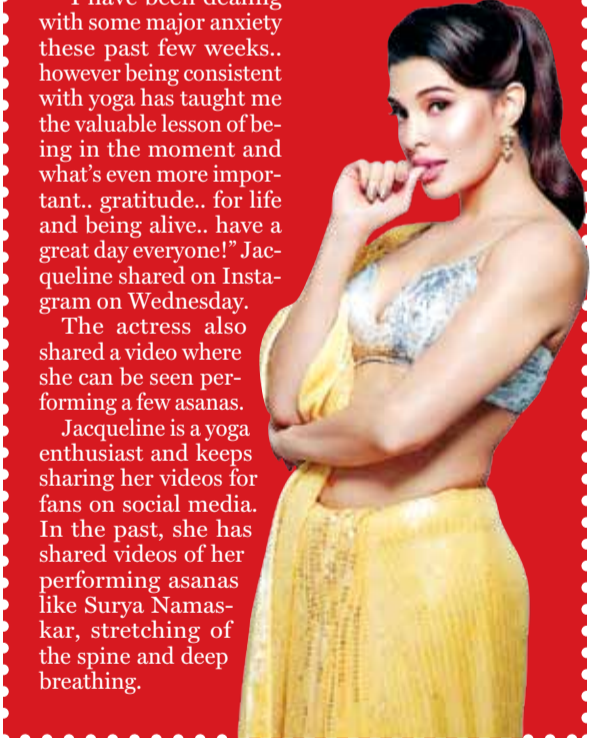 "I have been dealing
with some major anxiety
these past few weeks..
however being consistent
with yoga has taught me
the valuable lesson of be-
ing in the moment and
what's even more impor-
tant.. gratitude.. for life
and being alive.. have a
great day everyone!" Jac-
queline shared on Insta-
gram on Wednesday.
The actress also
shared a video where
she can be seen per-
forming a few asanas.
Jacqueline is a yoga
enthusiast and keeps
sharing her videos for
fans on social media.
In the past, she has
shared videos of her
performing asanas
like Surya Namas-
kar, stretching of
the spine and deep
breathing.